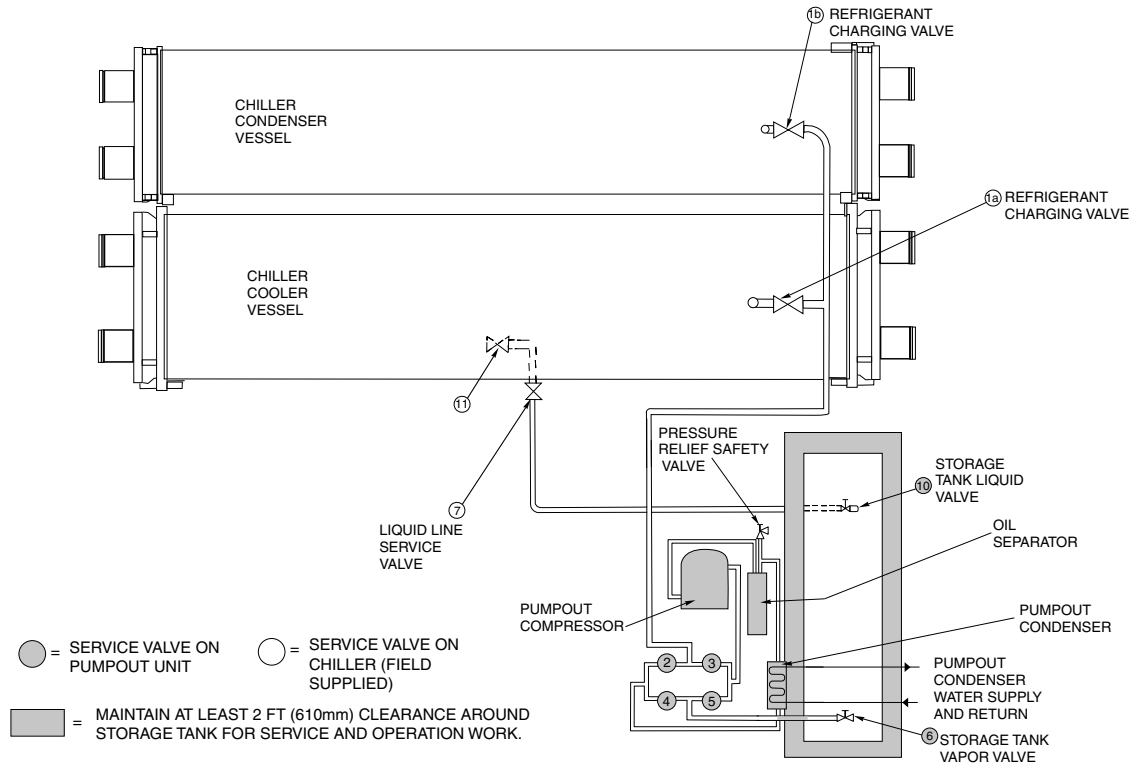 1b REFRIGERANT
CHARGING VALVE
CHILLER
CONDENSER
VESSEL
1a REFRIGERANT
CHARGING VALVE
CHILLER
COOLER
VESSEL
11
PRESSURE
RELIEF SAFETY
VALVE
10 STORAGE
TANK LIQUID
VALVE
7
LIQUID LINE
SERVICE
VALVE
OIL
SEPARATOR
PUMPOUT
COMPRESSOR
PUMPOUT
CONDENSER
2 3
4 5
PUMPOUT
CONDENSER
WATER SUPPLY
AND RETURN
6 STORAGE TANK
VAPOR VALVE
= SERVICE VALVE ON
PUMPOUT UNIT
= SERVICE VALVE ON
CHILLER (FIELD
SUPPLIED)
= MAINTAIN AT LEAST 2 FT (610mm) CLEARANCE AROUND
STORAGE TANK FOR SERVICE AND OPERATION WORK.